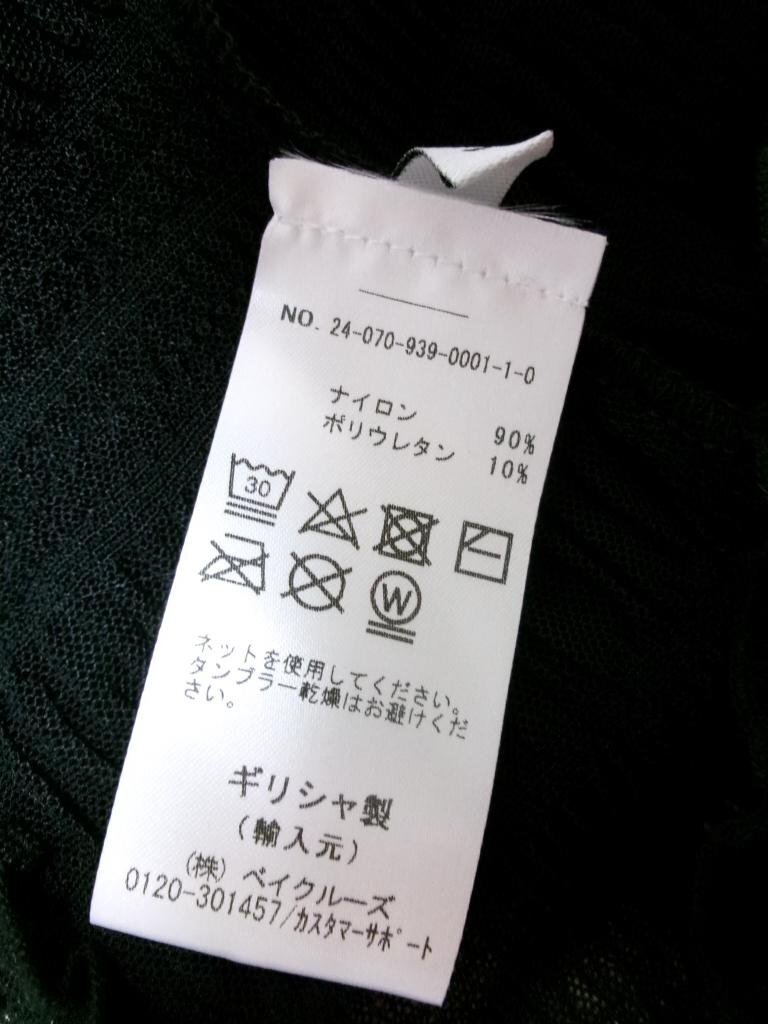 NO. 24-070-939-0001-1-0
ナイロン 90%
ポリウレタン 10%
30
W
ネットを使用してください。
タンブラー乾燥はお避けくだ
さい。
ギリシャ製
(輸入元)
(株) ベイクルーズ
0120-301457/カスタマーサポート